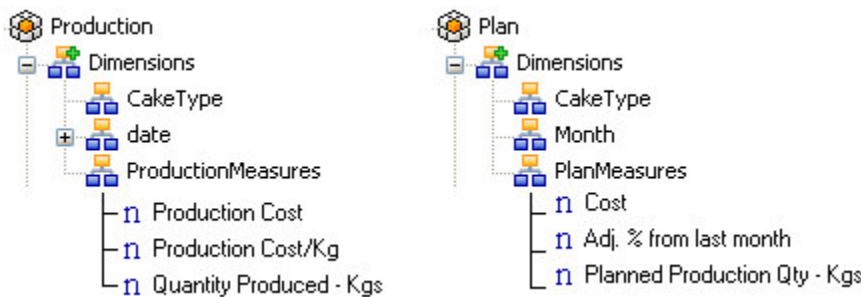 Production
Dimensions
CakeType
date
ProductionMeasures
n Production Cost
n Production Cost/Kg
n Quantity Produced - Kgs
Plan
Dimensions
CakeType
Month
PlanMeasures
n Cost
n Adj. % from last month
n Planned Production Qty - Kgs